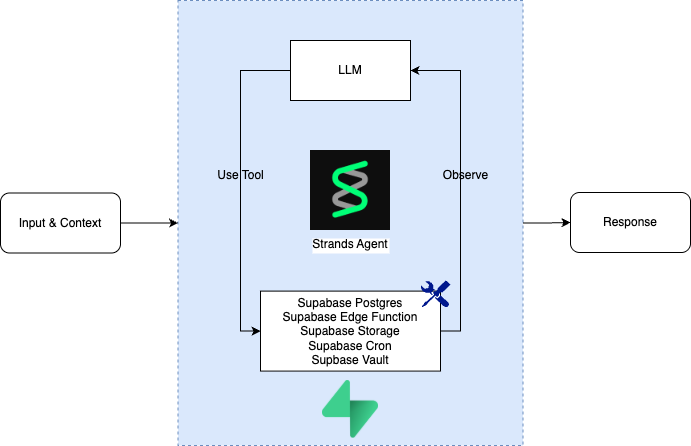 LLM
Use Tool
Observe
Input & Context
Strands Agent
Response
Supabase Postgres
Supabase Edge Function
Supabase Storage
Supabase Cron
Supbase Vault